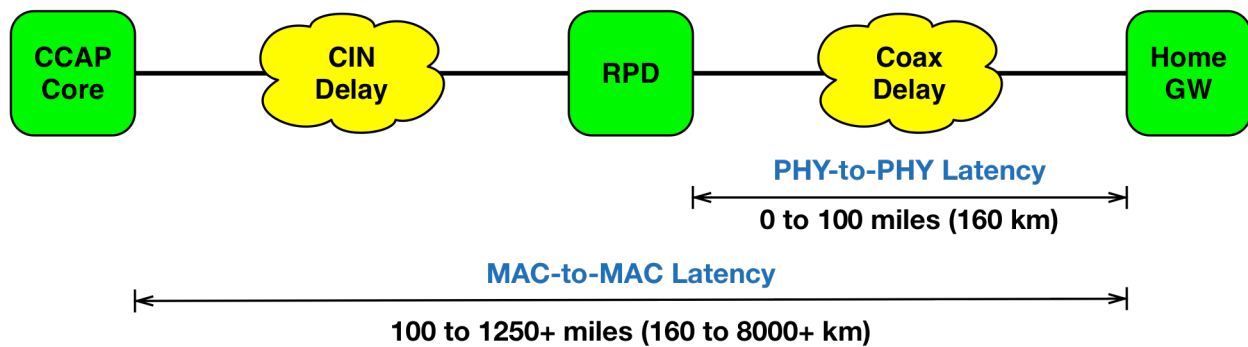 CCAP
Core
CIN
Delay
RPD
Coax
Delay
Home
GW
PHY-to-PHY Latency
0 to 100 miles (160 km)
MAC-to-MAC Latency
100 to 1250+ miles (160 to 8000+ km)